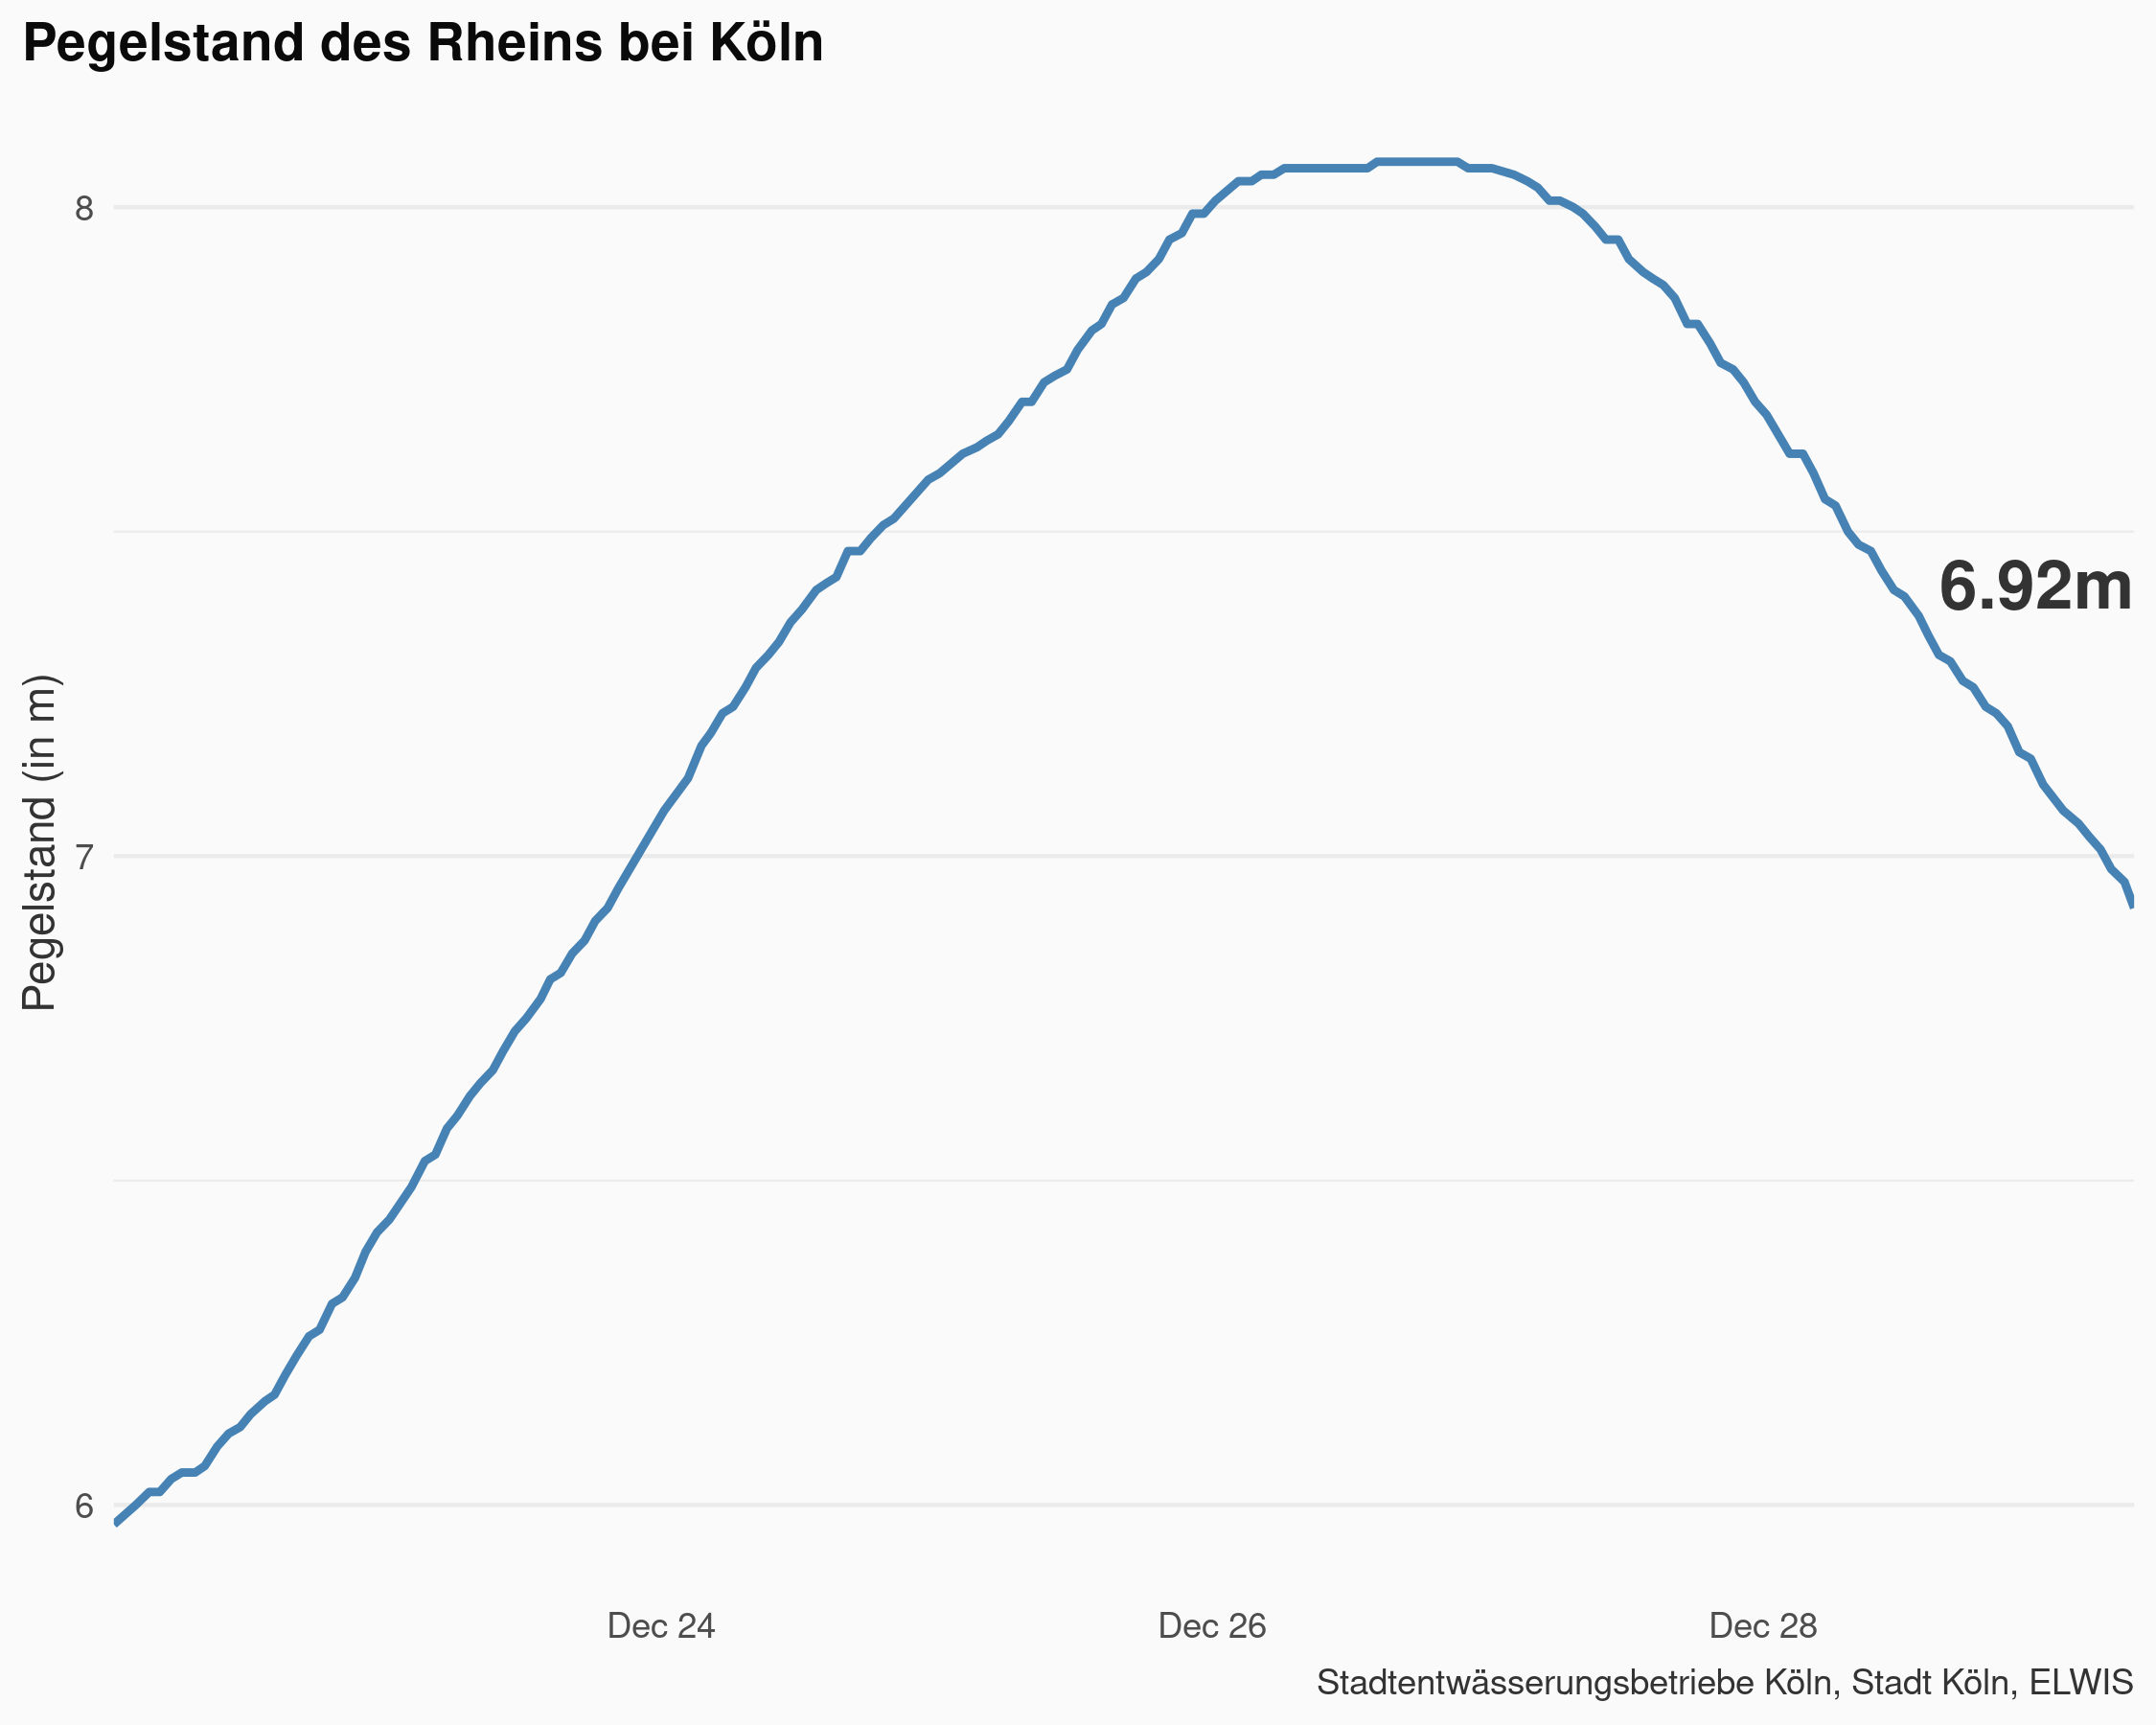 Pegelstand des Rheins bei Köln
Pegelstand (in m)
8
7
6
6.92m
Dec 24
Dec 26
Dec 28
Stadtentwässerungsbetriebe Köln, Stadt Köln, ELWIS